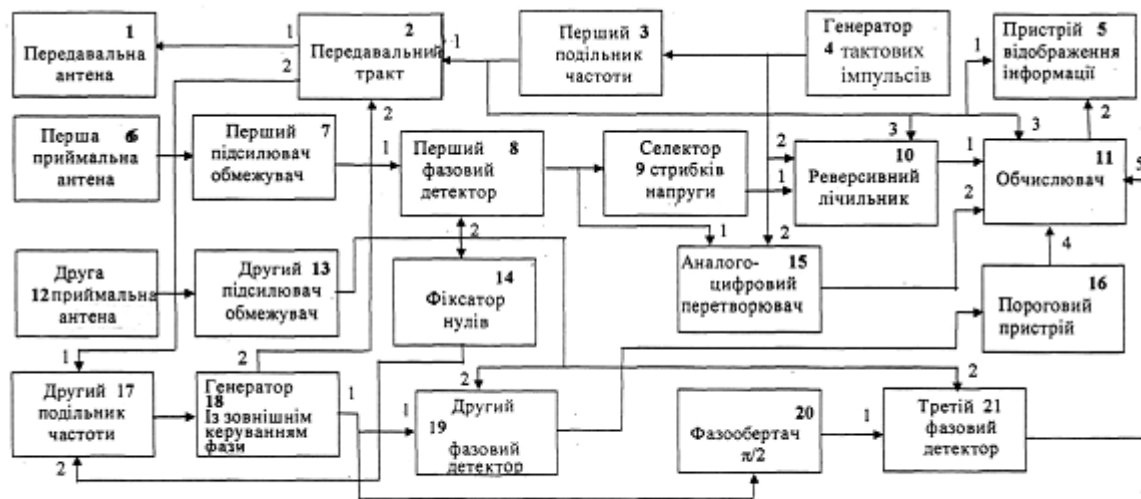 1
Передавальна
антена
1
2
2
Передавальний
тракт
1
2
Перший 3
подільник
частоти
Генератор
4 тактових
імпульсів
1
Пристрій 5
відображення
інформації
2
Перша 6
приймальна
антена
Перший 7
підсилювач
обмежувач
1
Перший 8
фазовий
детектор
2
Селектор
9 стрибків
напруги
1
2
1
3
10
Реверсивний
лічильник
1
2
3
11
Обчислювач
5
4
Друга
12 приймальна
антена
Другий 13
підсилювач
обмежувач
14
Фіксатор
нулів
2
Аналого-
15
цифровий
перетворювач
16
Пороговий
пристрій
1
Другий 17
подільник
частоти
2
2
Генератор
18
Із зовнішнім
керуванням
фази
1
1
2
Другий
19
фазовий
детектор
20
Фазообертач
π/2
1
2
Третій 21
фазовий
детектор